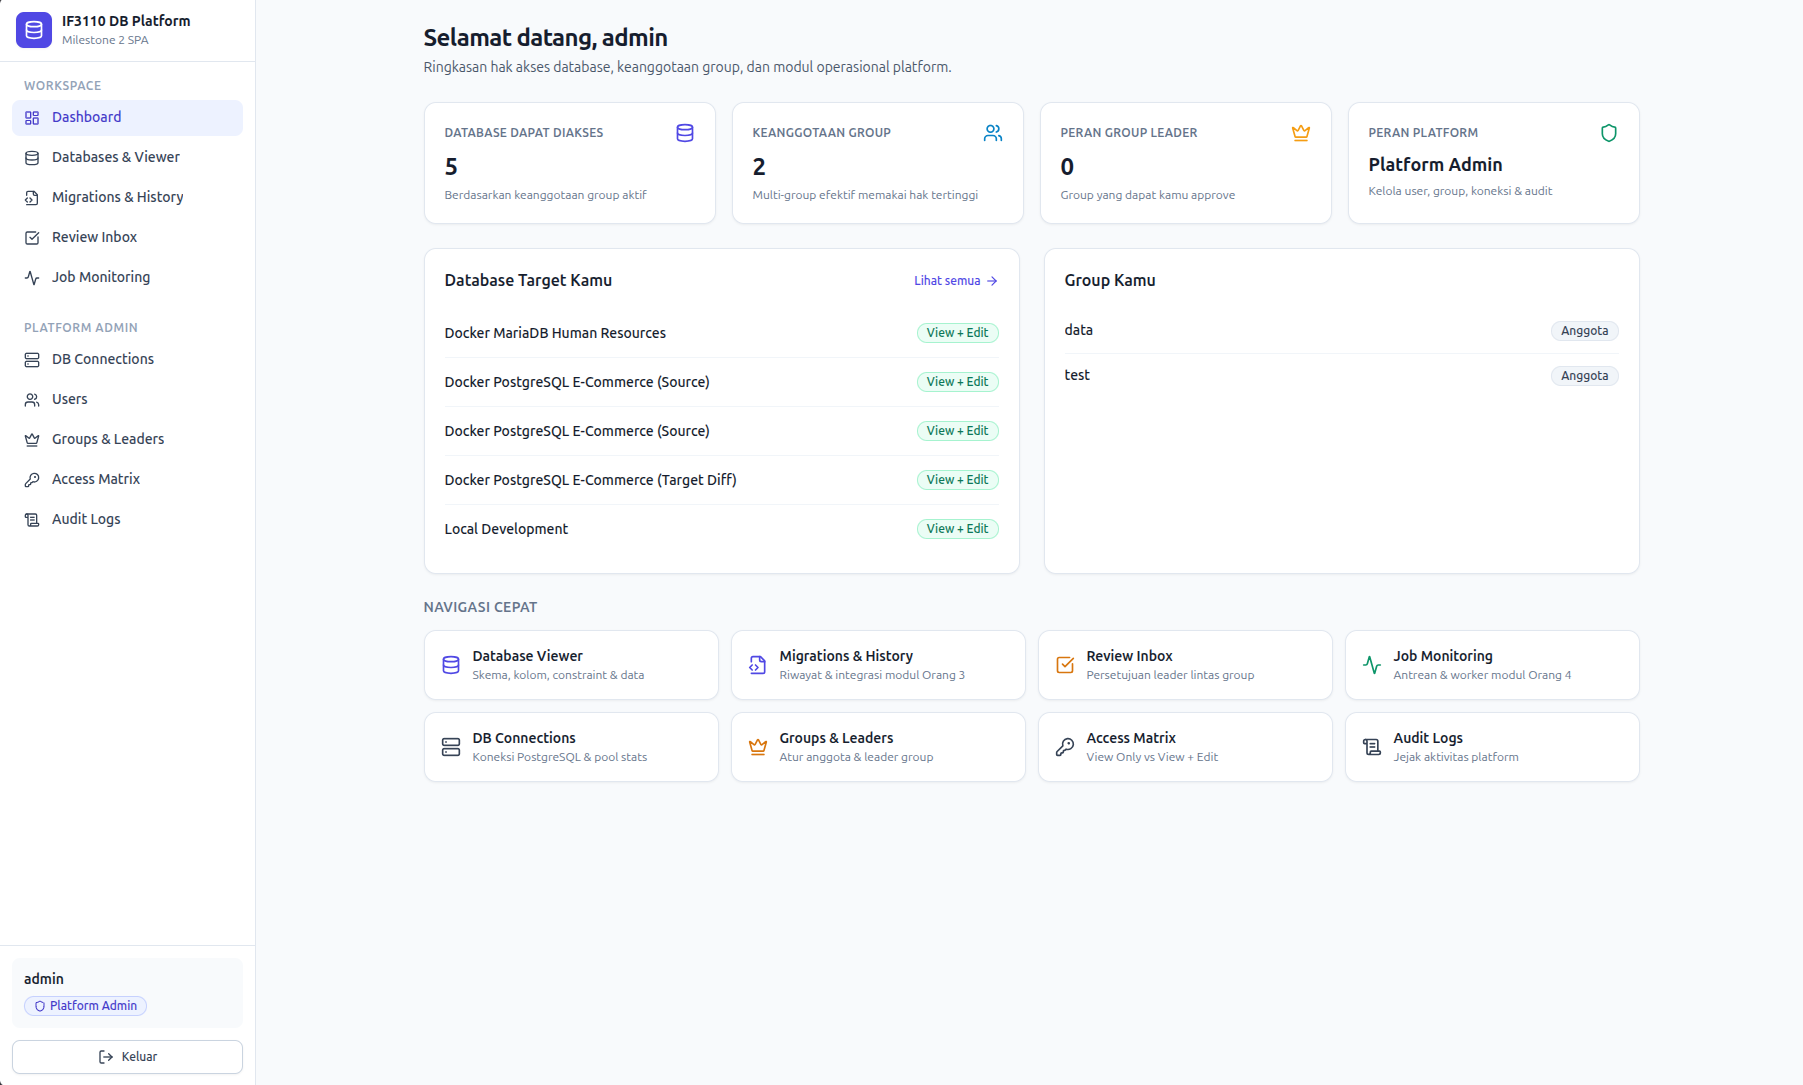 IF3110 DB Platform
Milestone 2 SPA
WORKSPACE
Dashboard
Databases & Viewer
Migrations & History
Review Inbox
Job Monitoring
PLATFORM ADMIN
DB Connections
Users
Groups & Leaders
Access Matrix
Audit Logs
admin
Platform Admin
Keluar
Selamat datang, admin
Ringkasan hak akses database, keanggotaan group, dan modul operasional platform.
DATABASE DAPAT DIAKSES
5
Berdasarkan keanggotaan group aktif
KEANGGOTAAN GROUP
2
Multi-group efektif memakai hak tertinggi
PERAN GROUP LEADER
0
Group yang dapat kamu approve
PERAN PLATFORM
Platform Admin
Kelola user, group, koneksi & audit
Database Target Kamu
Lihat semua →
Docker MariaDB Human Resources
View + Edit
Docker PostgreSQL E-Commerce (Source)
View + Edit
Docker PostgreSQL E-Commerce (Source)
View + Edit
Docker PostgreSQL E-Commerce (Target Diff)
View + Edit
Local Development
View + Edit
Group Kamu
data
Anggota
test
Anggota
NAVIGASI CEPAT
Database Viewer
Skema, kolom, constraint & data
Migrations & History
Riwayat & integrasi modul Orang 3
Review Inbox
Persetujuan leader lintas group
Job Monitoring
Antrean & worker modul Orang 4
DB Connections
Koneksi PostgreSQL & pool stats
Groups & Leaders
Atur anggota & leader group
Access Matrix
View Only vs View + Edit
Audit Logs
Jejak aktivitas platform